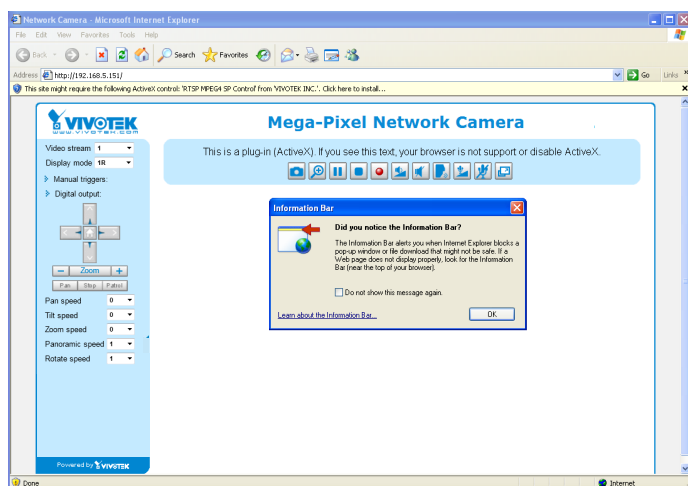 Network Camera - Microsoft Internet Explorer
File Edit View Favorites Tools Help
Back Search Favorites
Address http://192.168.5.151/ Go Links »
This site might require the following ActiveX control: 'RTSP MPEG4 SP Control' from 'VIVOTEK INC.'. Click here to install...
VIVOTEK
www.vivotek.com
Mega-Pixel Network Camera
Video stream 1
Display mode 1R
Manual triggers:
Digital output:
Zoom
Pan Stop Patrol
Pan speed 0
Tilt speed 0
Zoom speed 0
Panoramic speed 1
Rotate speed 1
Powered by VIVOTEK
This is a plug-in (ActiveX). If you see this text, your browser is not support or disable ActiveX.
Information Bar
Did you notice the Information Bar?
The Information Bar alerts you when Internet Explorer blocks a
pop-up window or file download that might not be safe. If a
Web page does not display properly, look for the Information
Bar (near the top of your browser).
Do not show this message again.
Learn about the Information Bar...
OK
Done Internet